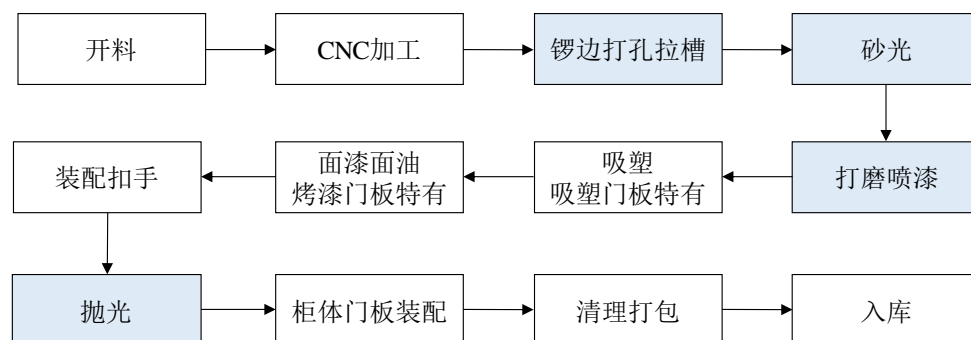 开料
CNC加工
锣边打孔拉槽
砂光
装配扣手
面漆面油
烤漆门板特有
吸塑
吸塑门板特有
打磨喷漆
抛光
柜体门板装配
清理打包
入库